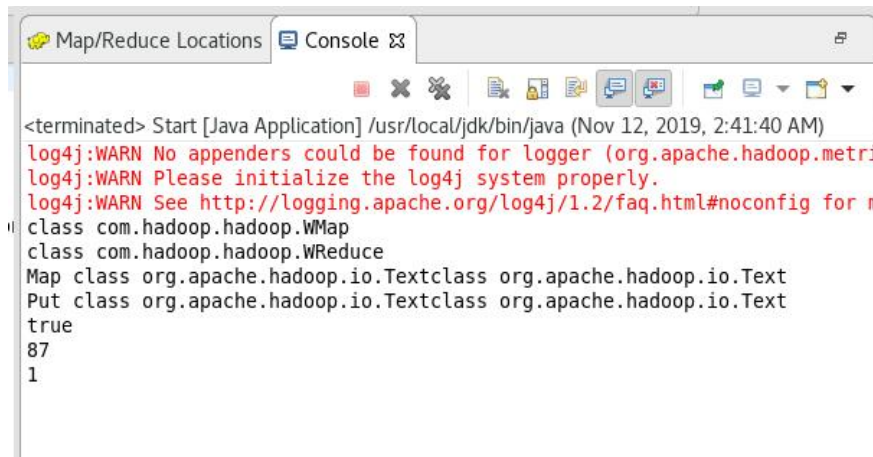 Map/Reduce Locations Console
<terminated> Start [Java Application] /usr/local/jdk/bin/java (Nov 12, 2019, 2:41:40 AM)
log4j:WARN No appenders could be found for logger (org.apache.hadoop.metri
log4j:WARN Please initialize the log4j system properly.
log4j:WARN See http://logging.apache.org/log4j/1.2/faq.html#noconfig for m
class com.hadoop.hadoop.WMap
class com.hadoop.hadoop.WReduce
Map class org.apache.hadoop.io.Textclass org.apache.hadoop.io.Text
Put class org.apache.hadoop.io.Textclass org.apache.hadoop.io.Text
true
87
1